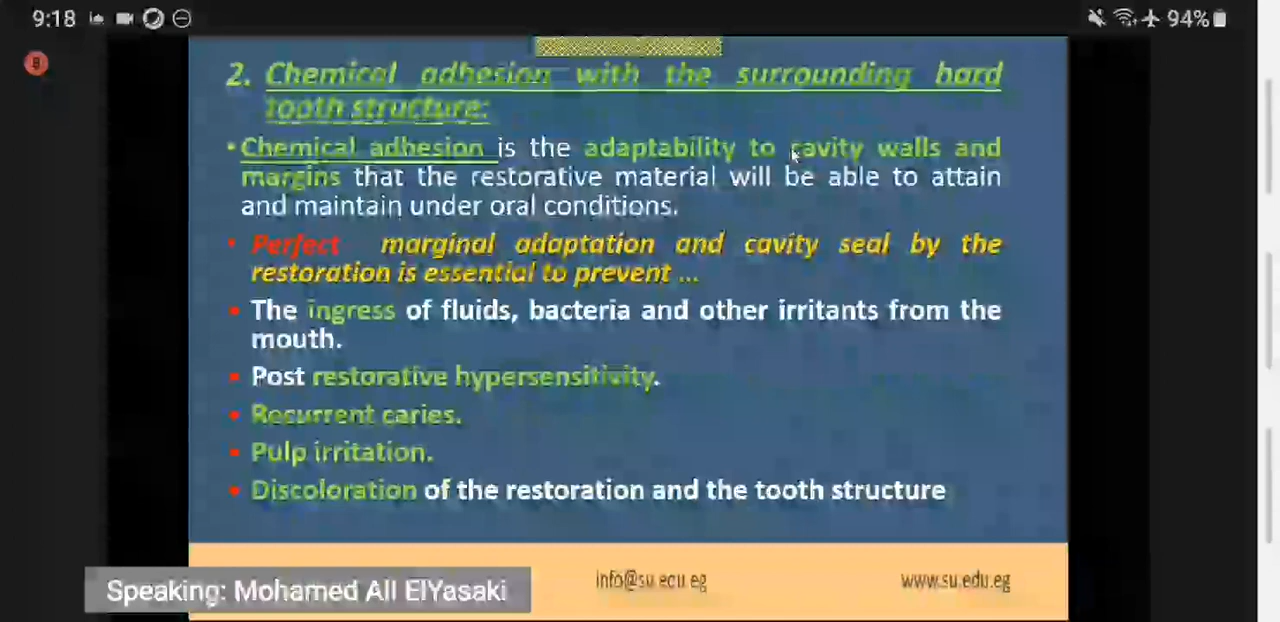 9:18
94%
8
2. Chemical adhesion with the surrounding hard
tooth structure:
• Chemical adhesion is the adaptability to cavity walls and
margins that the restorative material will be able to attain
and maintain under oral conditions.
• Perfect marginal adaptation and cavity seal by the
restoration is essential to prevent ...
• The ingress of fluids, bacteria and other irritants from the
mouth.
• Post restorative hypersensitivity.
• Recurrent caries.
• Pulp irritation.
• Discoloration of the restoration and the tooth structure
Speaking: Mohamed Ali ElYasaki
info@su.edu.eg
www.su.edu.eg